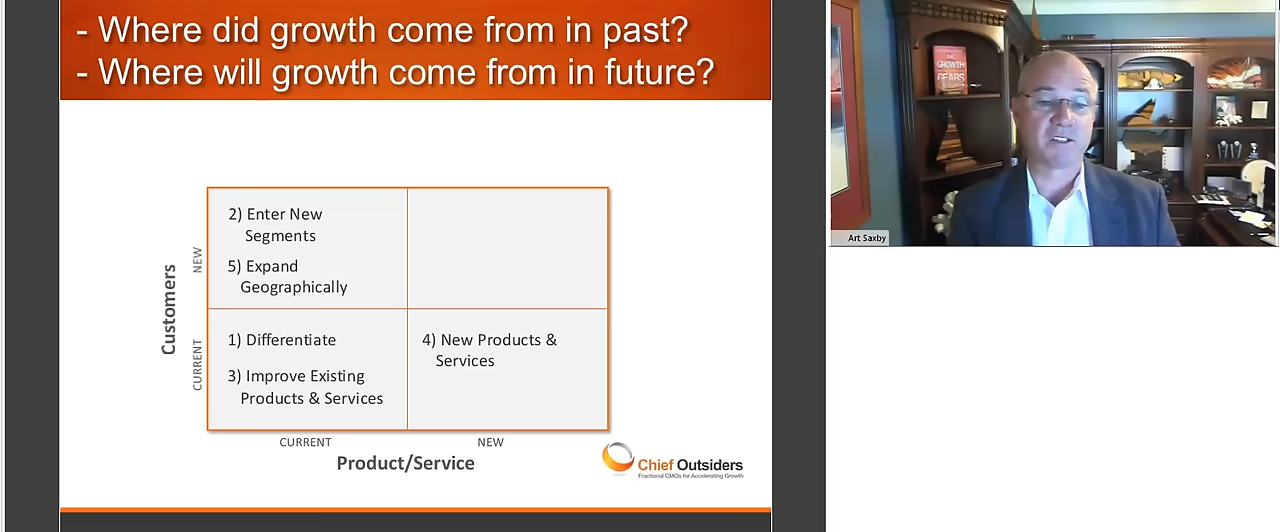 - Where did growth come from in past?
- Where will growth come from in future?
2) Enter New
Segments
5) Expand
Geographically
1) Differentiate
3) Improve Existing
Products & Services
4) New Products &
Services
Customers
NEW
CURRENT
CURRENT
NEW
Product/Service
Chief Outsiders
Fractional CMOs for Accelerating Growth
GROWTH
GEARS
Art Saxby